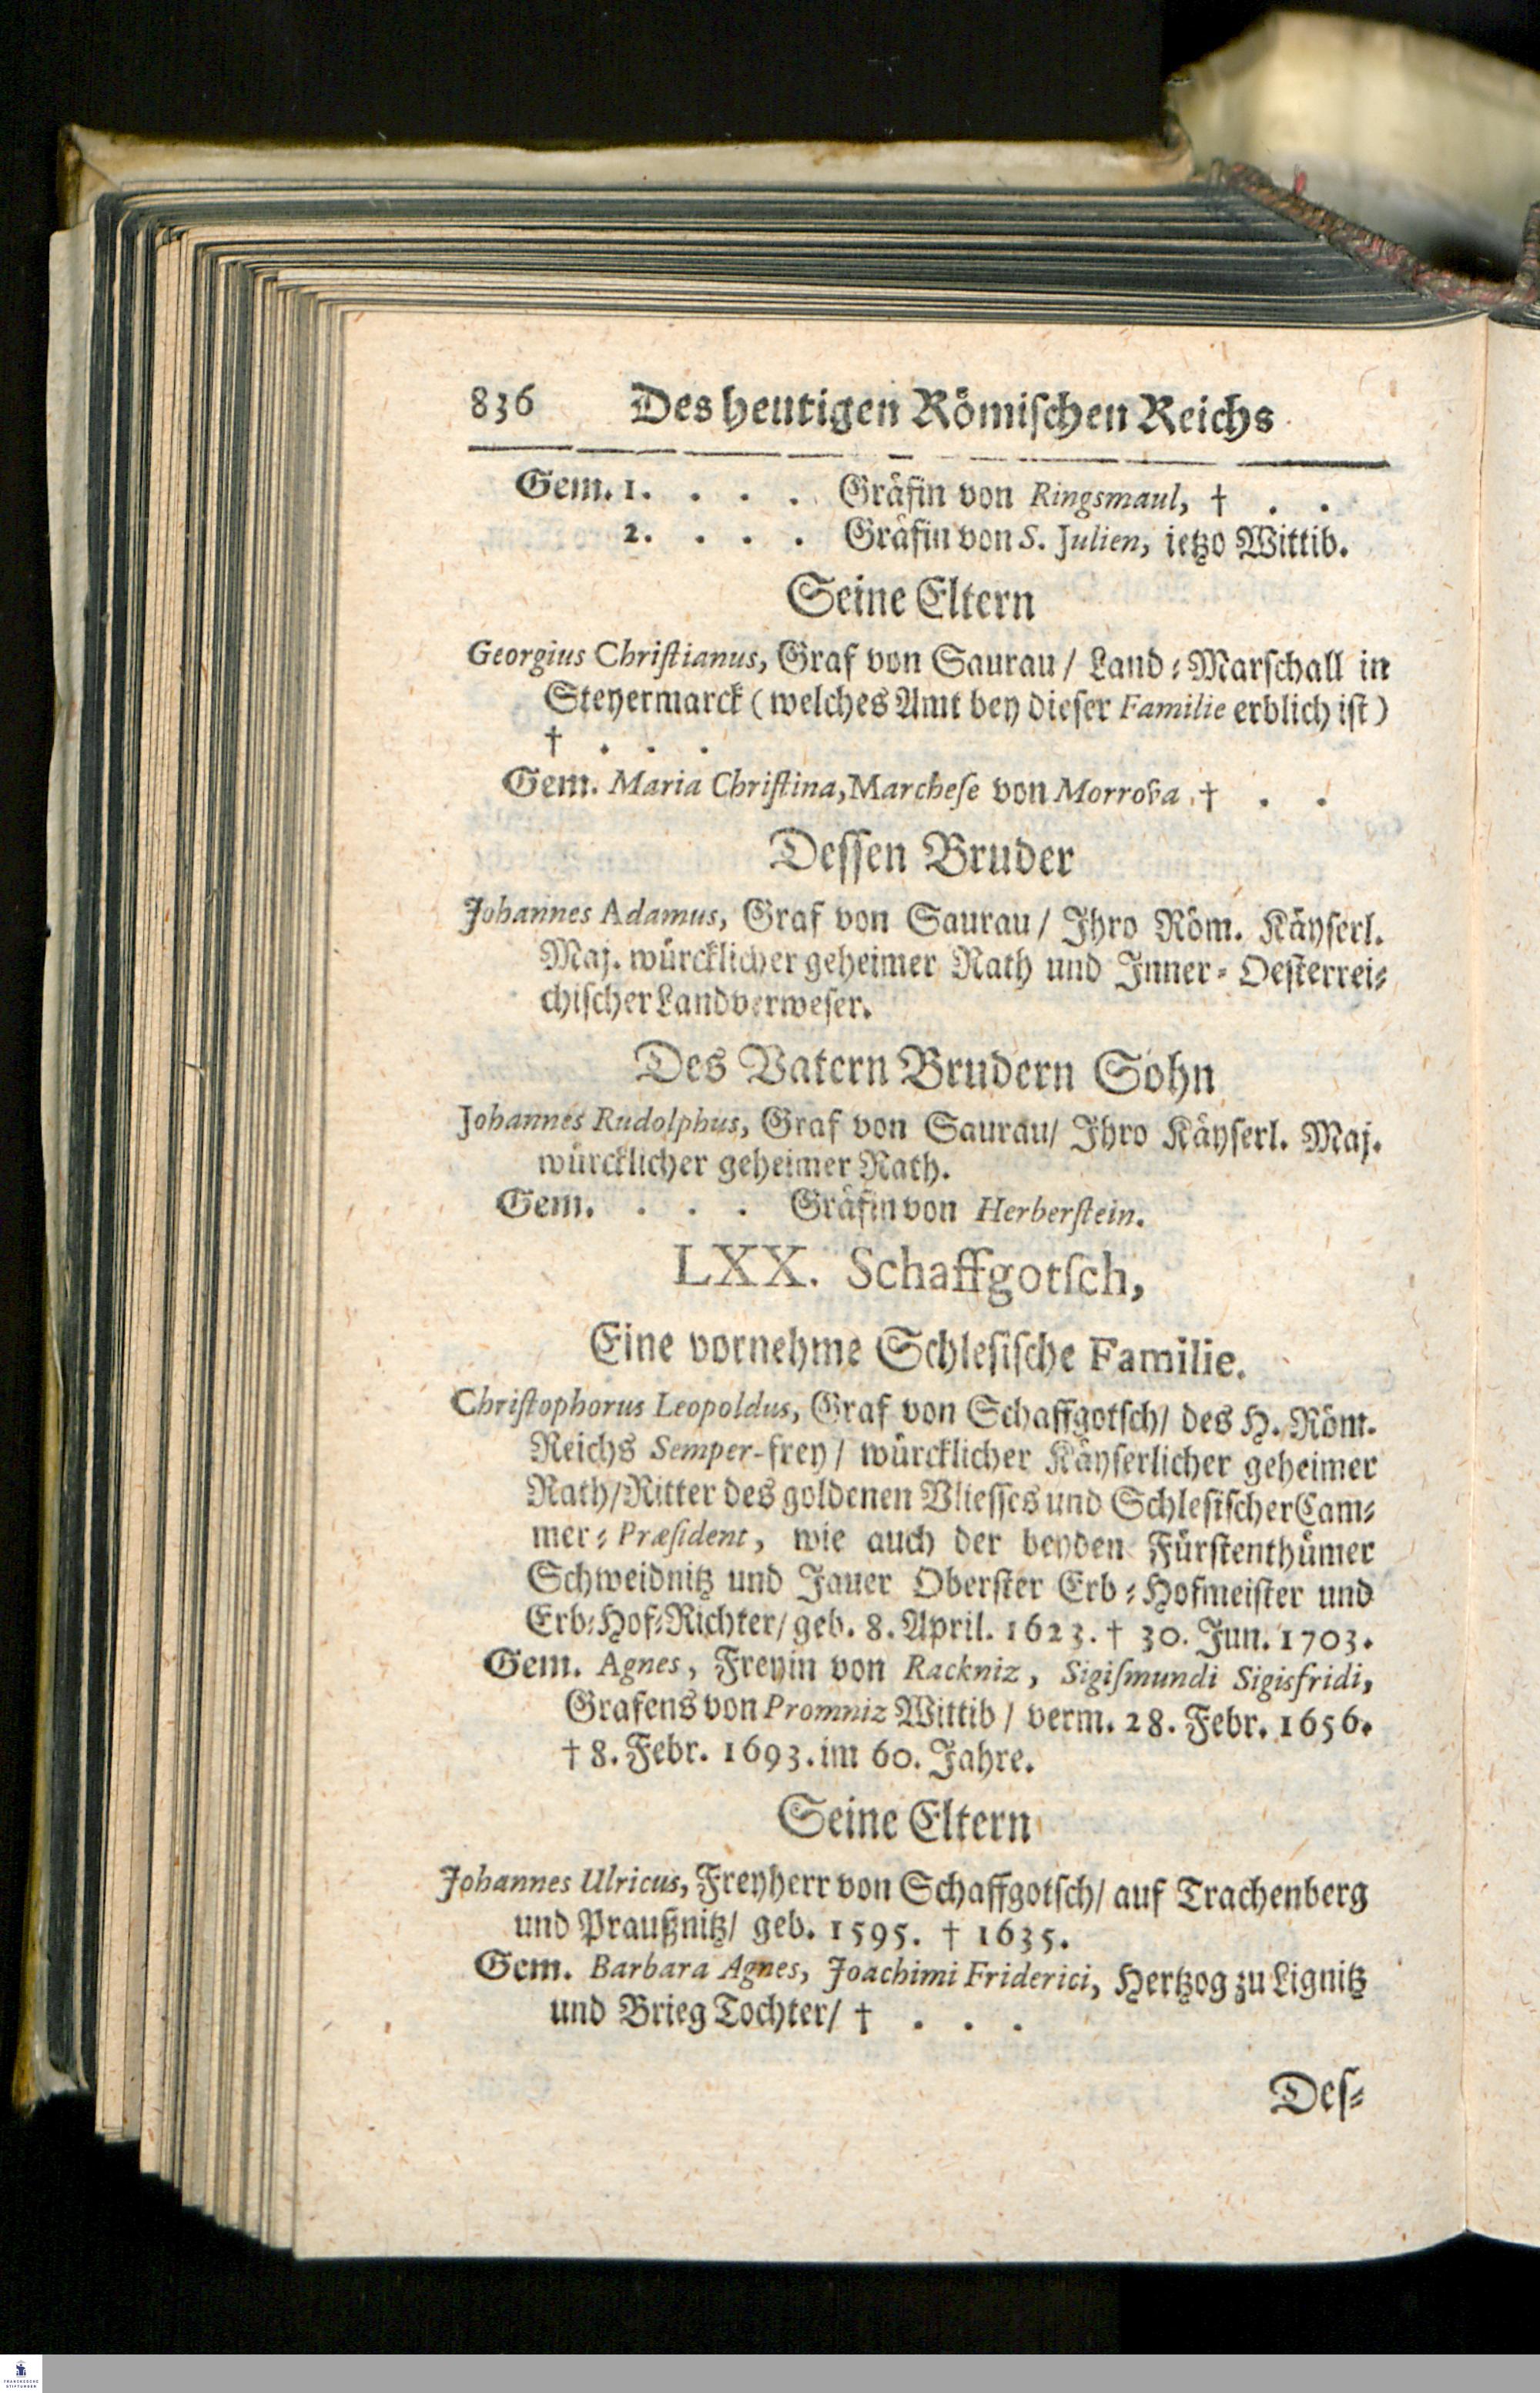 836 Des heutigen Römiſchen Reichs
Gem. 1. . . . . Gräfin von Ringsmaul, † . .
2. . . . . Gräfin von S. Julien, ietzo Wittib.
Seine Eltern
Georgius Chriſtianus, Graf von Saurau / Land⸗Marſchall in
Steyermarck (welches Amt bey dieſer Familie erblich iſt)
† . . .
Gem. Maria Chriſtina, Marcheſe von † . .
Deſſen Bruder
Johannes Adamus, Graf von Saurau / Ihro Röm. Käyſerl.
Maj. würcklicher geheimer Rath und Inner⸗Oeſterrei⸗
chiſcher Landverweſer.
Des Vatern Brudern Sohn
Johannes Rudolphus, Graf von Saurau / Ihro Käyſerl. Maj.
würcklicher geheimer Rath.
Gem. . . . Gräfin von Herberſtein.
LXX. Schaffgotſch,
Eine vornehme Schleſiſche Familie.
Chriſtophorus Leopoldus, Graf von Schaffgotſch / des H. Röm.
Reichs Semper-frey / würcklicher Käyſerlicher geheimer
Rath / Ritter des goldenen Vlieſſes und Schleſiſcher Cam⸗
mer⸗Præſident, wie auch der beyden Fürſtenthümer
Schweidnitz und Jauer Oberſter Erb⸗Hofmeiſter und
Erb⸗Hof⸗Richter / geb. 8. April. 1623. † 30. Jun. 1703.
Gem. Agnes, Freyin von Rackniz, Sigiſmundi Sigisfridi,
Grafens von Promniz Wittib / verm. 28. Febr. 1656.
† 8. Febr. 1693. im 60. Jahre.
Seine Eltern
Johannes Ulricus, Freyherr von Schaffgotſch / auf Trachenberg
und Praußnitz / geb. 1595. † 1635.
Gem. Barbara Agnes, Joachimi Friderici, Hertzog zu Lignitz
und Brieg Tochter / † . . .
Deſ⸗
FRANCKESCHE
STIFTUNGEN